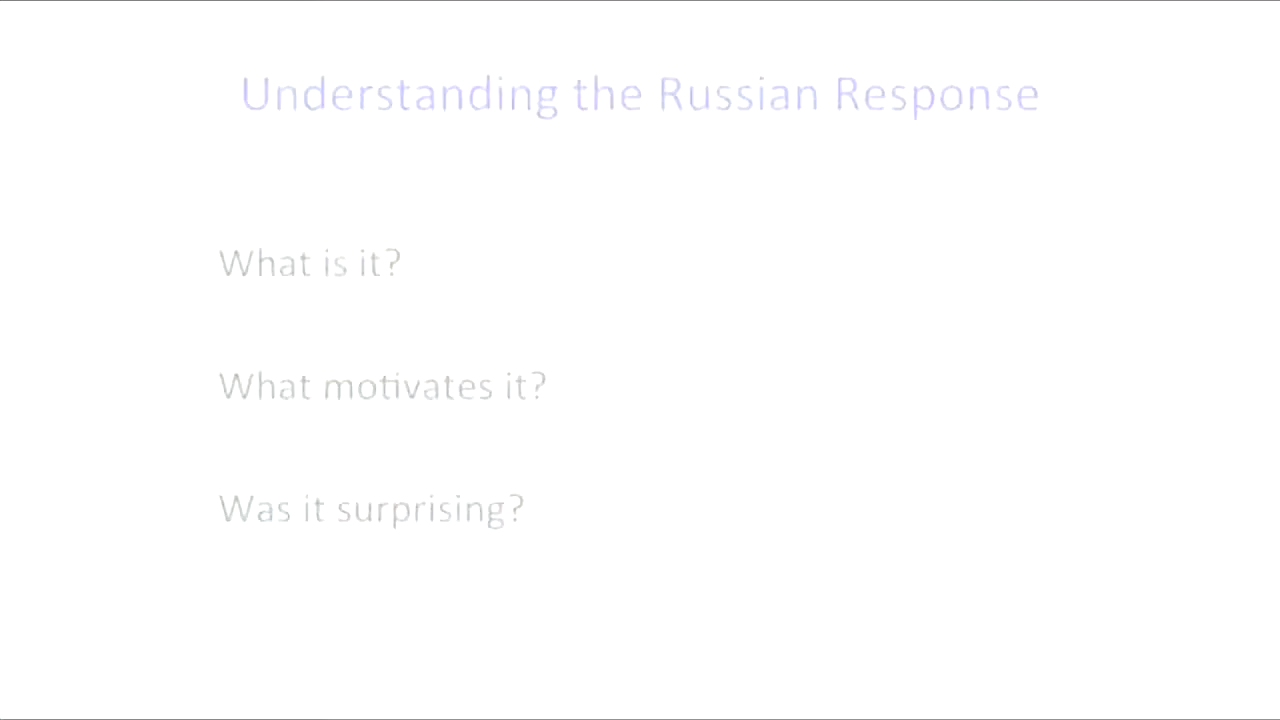 Understanding the Russian Response
What is it?
What motivates it?
Was it surprising?